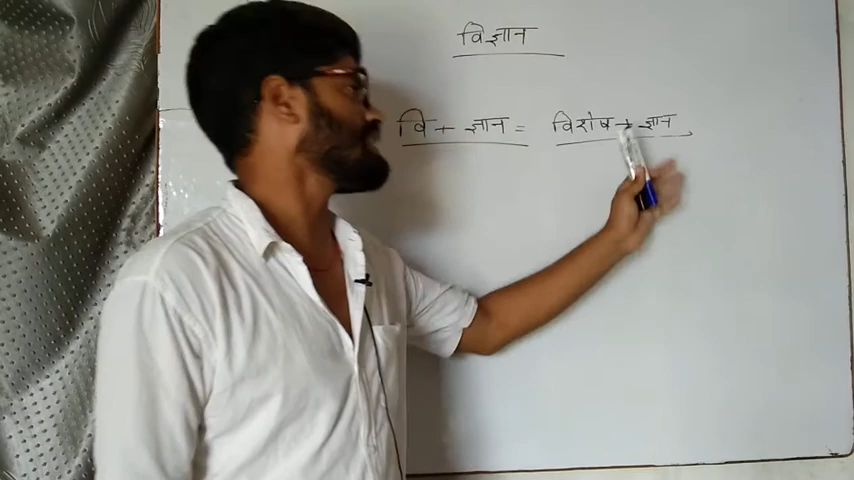 विज्ञान
वि + ज्ञान = विशेष + ज्ञान